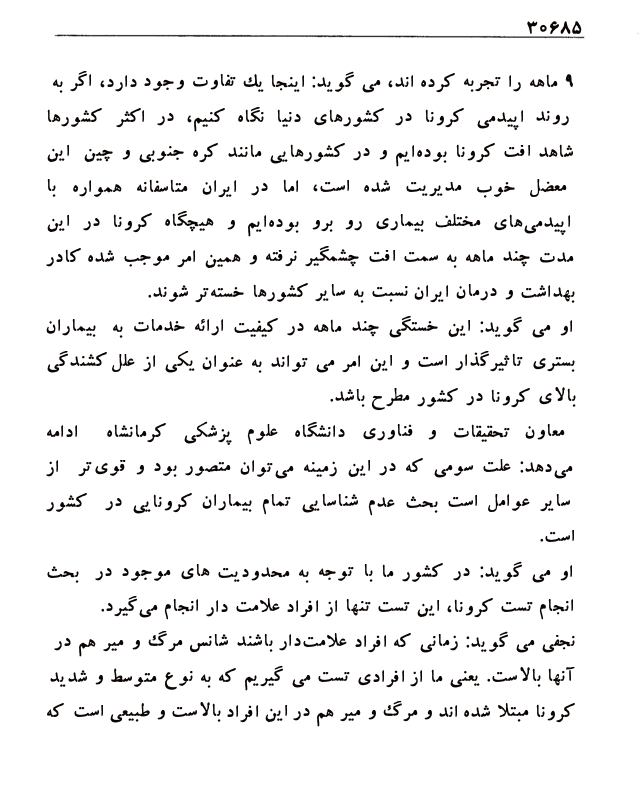 ۳۰۶۸۵
۹ ماهه را تجربه کرده اند، می گوید: اینجا یك تفاوت وجود دارد، اگر به
روند اپیدمی کرونا در کشورهای دنیا نگاه کنیم، در اکثر کشورها
شاهد افت کرونا بوده‌ایم و در کشورهایی مانند کره جنوبی و چین این
معضل خوب مدیریت شده است، اما در ایران متاسفانه همواره با
اپیدمی‌های مختلف بیماری رو برو بوده‌ایم و هیچگاه کرونا در این
مدت چند ماهه به سمت افت چشمگیر نرفته و همین امر موجب شده کادر
بهداشت و درمان ایران نسبت به سایر کشورها خسته‌تر شوند.
او می گوید: این خستگی چند ماهه در کیفیت ارائه خدمات به بیماران
بستری تاثیرگذار است و این امر می تواند به عنوان یکی از علل کشندگی
بالای کرونا در کشور مطرح باشد.
معاون تحقیقات و فناوری دانشگاه علوم پزشکی کرمانشاه ادامه
می‌دهد: علت سومی که در این زمینه می‌توان متصور بود و قوی‌تر از
سایر عوامل است بحث عدم شناسایی تمام بیماران کرونایی در کشور
است.
او می گوید: در کشور ما با توجه به محدودیت های موجود در بحث
انجام تست کرونا، این تست تنها از افراد علامت دار انجام می‌گیرد.
نجفی می گوید: زمانی که افراد علامت‌دار باشند شانس مرگ و میر هم در
آنها بالاست. یعنی ما از افرادی تست می گیریم که به نوع متوسط و شدید
کرونا مبتلا شده اند و مرگ و میر هم در این افراد بالاست و طبیعی است که